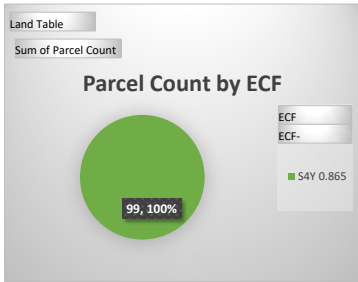 Land Table
Sum of Parcel Count
Parcel Count by ECF
ECF
ECF-
S4Y 0.865
99, 100%